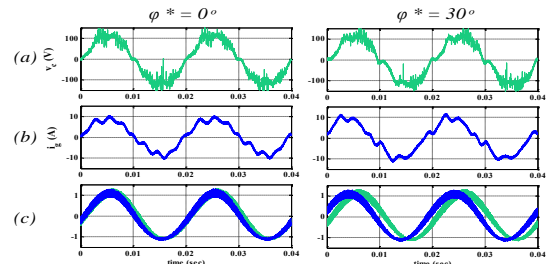 φ* = 0° φ* = 30°
(a) v_c(V) 100 0 -100 100 0 -100
0 0.01 0.02 0.03 0.04 0 0.01 0.02 0.03 0.04
(b) i_g(A) 10 0 -10 10 0 -10
0 0.01 0.02 0.03 0.04 0 0.01 0.02 0.03 0.04
(c) 1 0 -1 1 0 -1
0 0.01 0.02 0.03 0.04 0 0.01 0.02 0.03 0.04
time (sec) time (sec)